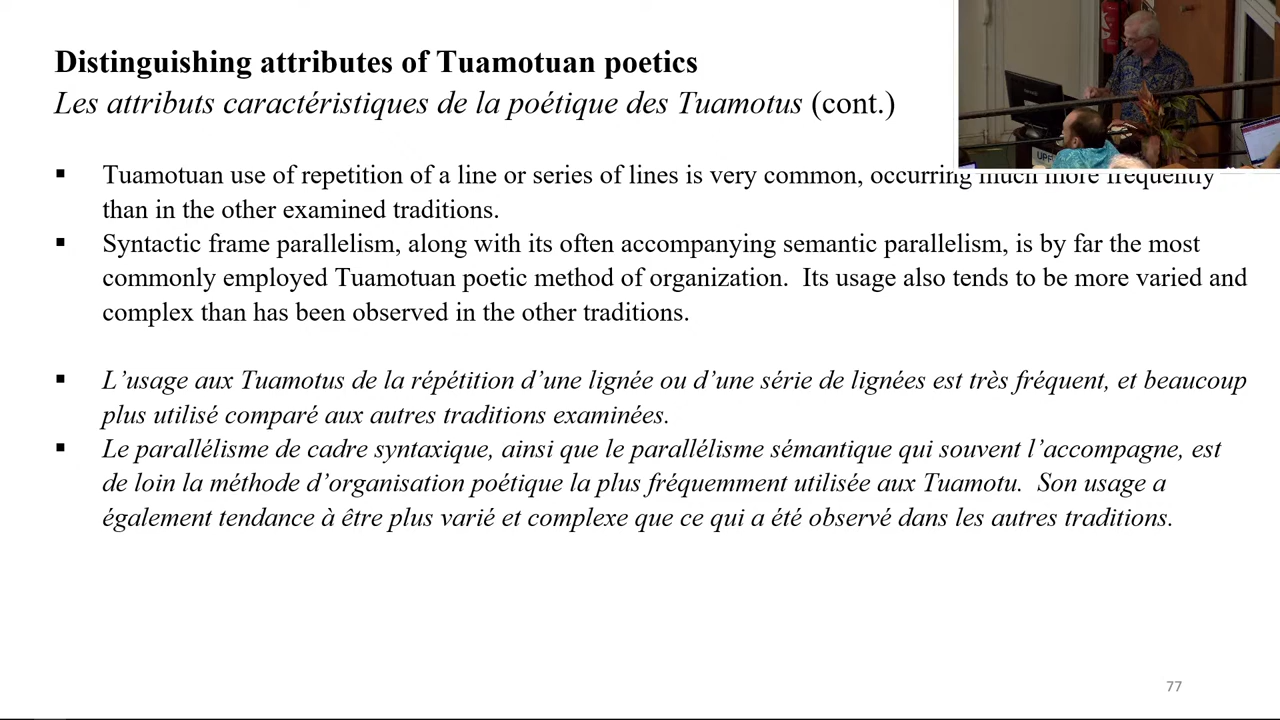 Distinguishing attributes of Tuamotuan poetics
Les attributs caractéristiques de la poétique des Tuamotus (cont.)
▪ Tuamotuan use of repetition of a line or series of lines is very common, occurring much more frequently
than in the other examined traditions.
▪ Syntactic frame parallelism, along with its often accompanying semantic parallelism, is by far the most
commonly employed Tuamotuan poetic method of organization.  Its usage also tends to be more varied and
complex than has been observed in the other traditions.
▪ L’usage aux Tuamotus de la répétition d’une lignée ou d’une série de lignées est très fréquent, et beaucoup
plus utilisé comparé aux autres traditions examinées.
▪ Le parallélisme de cadre syntaxique, ainsi que le parallélisme sémantique qui souvent l’accompagne, est
de loin la méthode d’organisation poétique la plus fréquemment utilisée aux Tuamotu.  Son usage a
également tendance à être plus varié et complexe que ce qui a été observé dans les autres traditions.
77
UPF